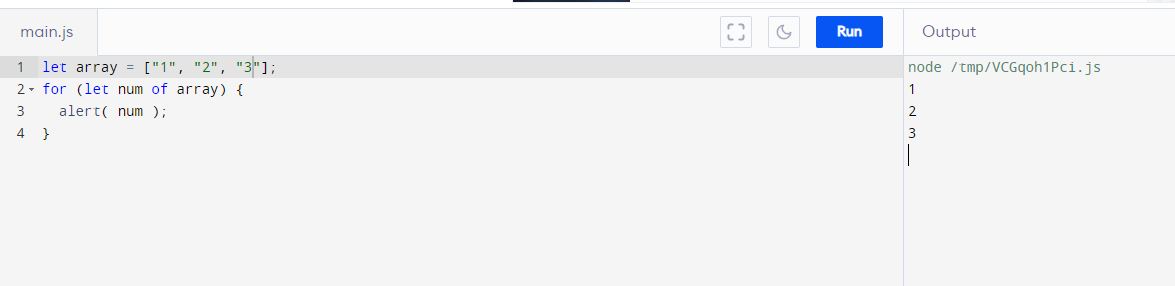 main.js
Run
Output
1 let array = ["1", "2", "3"];
2 for (let num of array) {
3 alert( num );
4 }
node /tmp/VCGqoh1Pci.js
1
2
3